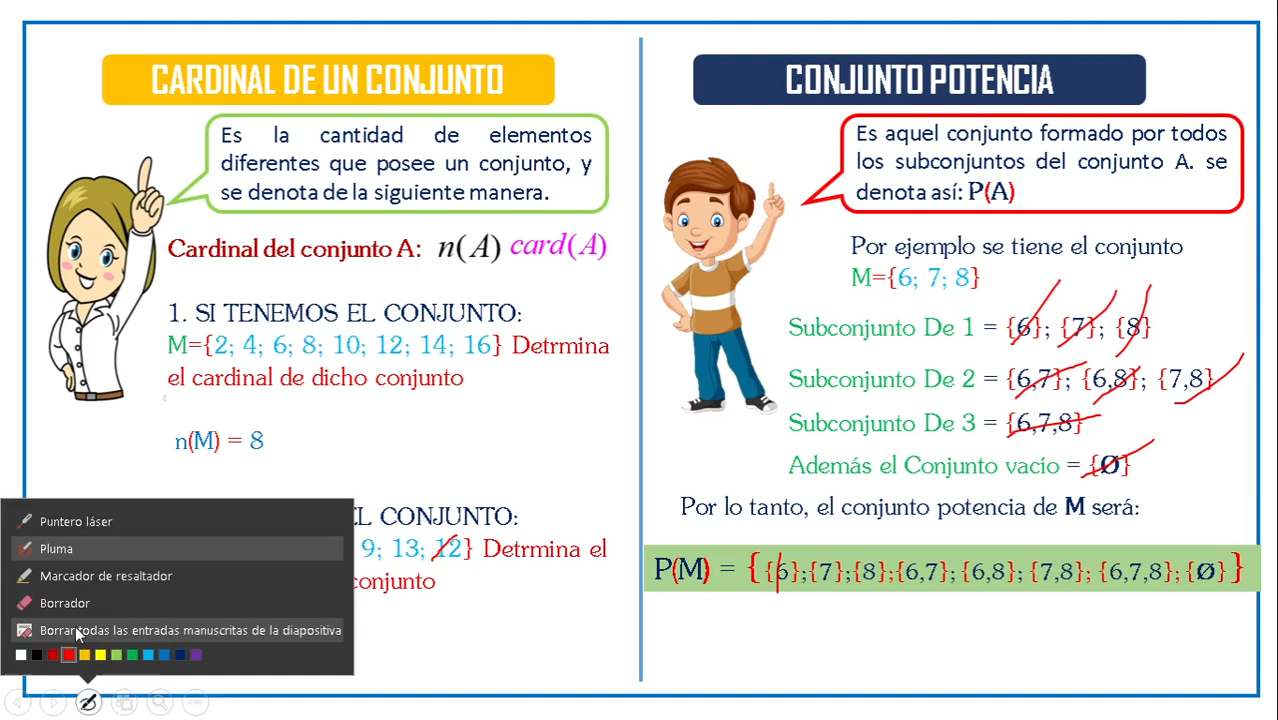 CARDINAL DE UN CONJUNTO
Es la cantidad de elementos
diferentes que posee un conjunto, y
se denota de la siguiente manera.
Cardinal del conjunto A: n(A) card(A)
1. SI TENEMOS EL CONJUNTO:
M={2; 4; 6; 8; 10; 12; 14; 16} Detrmina
el cardinal de dicho conjunto
n(M) = 8
EL CONJUNTO:
9; 13; 12} Detrmina el
conjunto
Puntero láser
Pluma
Marcador de resaltador
Borrador
Borrar todas las entradas manuscritas de la diapositiva
CONJUNTO POTENCIA
Es aquel conjunto formado por todos
los subconjuntos del conjunto A. se
denota así: P(A)
Por ejemplo se tiene el conjunto
M={6; 7; 8}
Subconjunto De 1 = {6}; {7}; {8}
Subconjunto De 2 = {6,7}; {6,8}; {7,8}
Subconjunto De 3 = {6,7,8}
Además el Conjunto vacío = {Ø}
Por lo tanto, el conjunto potencia de M será:
P(M) = {{6};{7};{8};{6,7}; {6,8}; {7,8}; {6,7,8}; {Ø}}